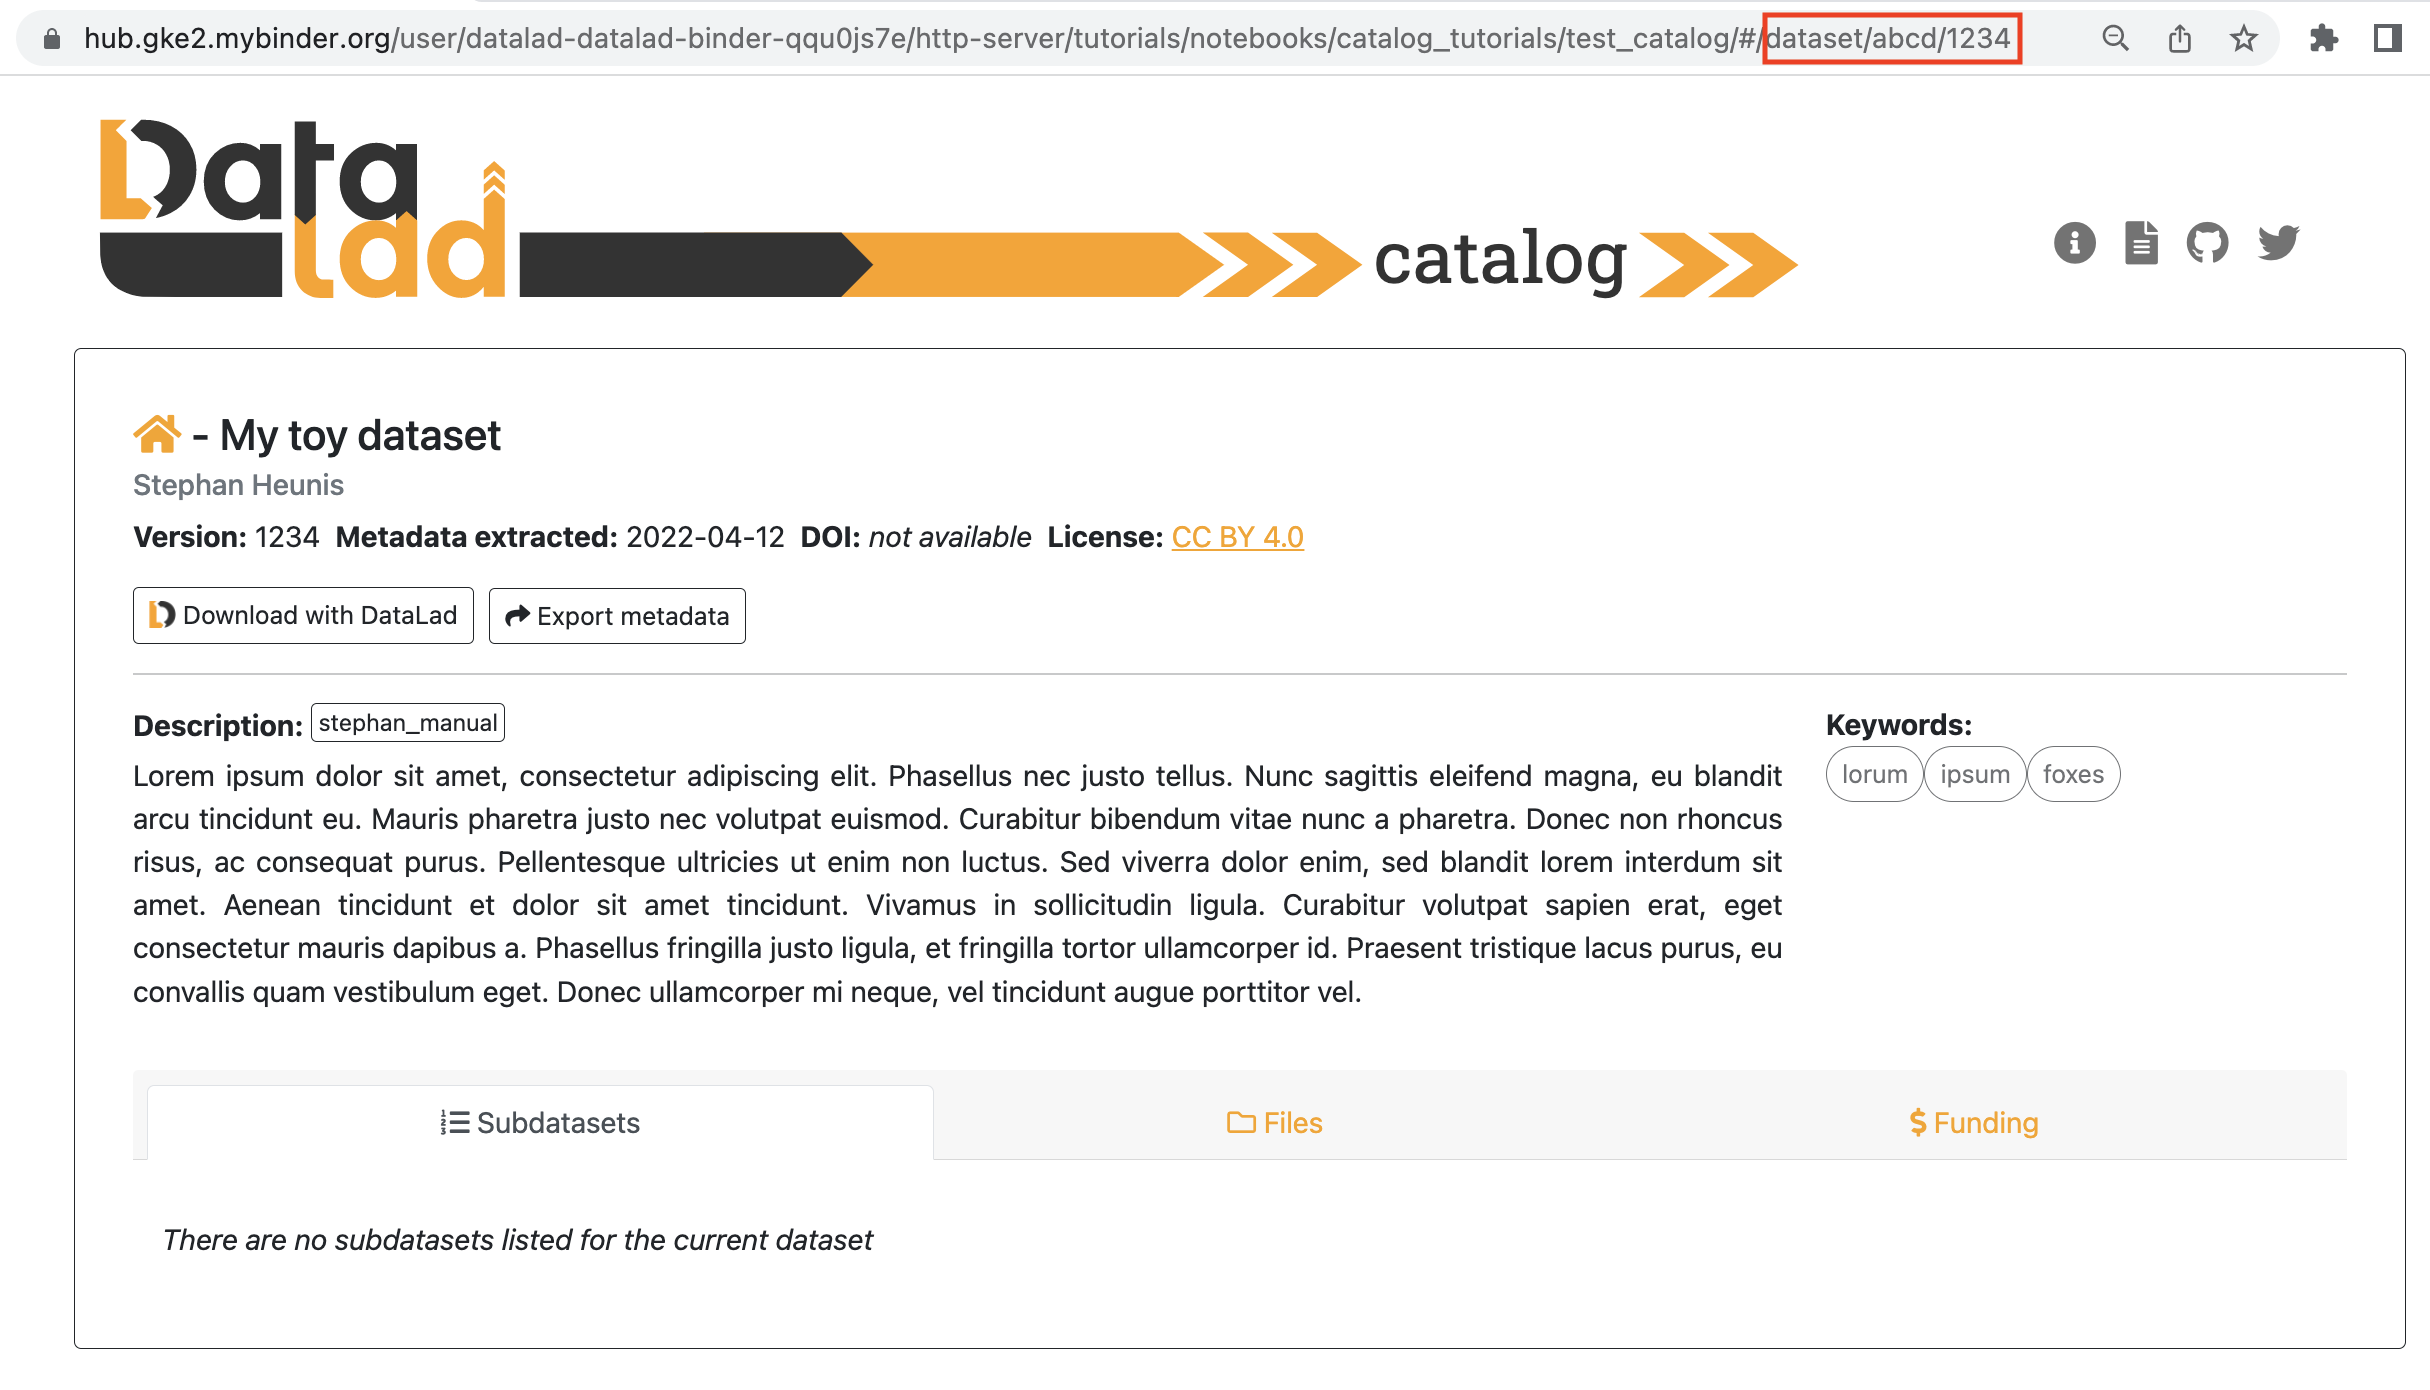 hub.gke2.mybinder.org/user/datalad-datalad-binder-qqu0js7e/http-server/tutorials/notebooks/catalog_tutorials/test_catalog/#/dataset/abcd/1234
Data
lad
catalog
- My toy dataset
Stephan Heunis
Version: 1234 Metadata extracted: 2022-04-12 DOI: not available License: CC BY 4.0
Download with DataLad Export metadata
Description: stephan_manual
Lorem ipsum dolor sit amet, consectetur adipiscing elit. Phasellus nec justo tellus. Nunc sagittis eleifend magna, eu blandit
arcu tincidunt eu. Mauris pharetra justo nec volutpat euismod. Curabitur bibendum vitae nunc a pharetra. Donec non rhoncus
risus, ac consequat purus. Pellentesque ultricies ut enim non luctus. Sed viverra dolor enim, sed blandit lorem interdum sit
amet. Aenean tincidunt et dolor sit amet tincidunt. Vivamus in sollicitudin ligula. Curabitur volutpat sapien erat, eget
consectetur mauris dapibus a. Phasellus fringilla justo ligula, et fringilla tortor ullamcorper id. Praesent tristique lacus purus, eu
convallis quam vestibulum eget. Donec ullamcorper mi neque, vel tincidunt augue porttitor vel.
Keywords:
lorum ipsum foxes
Subdatasets Files $ Funding
There are no subdatasets listed for the current dataset